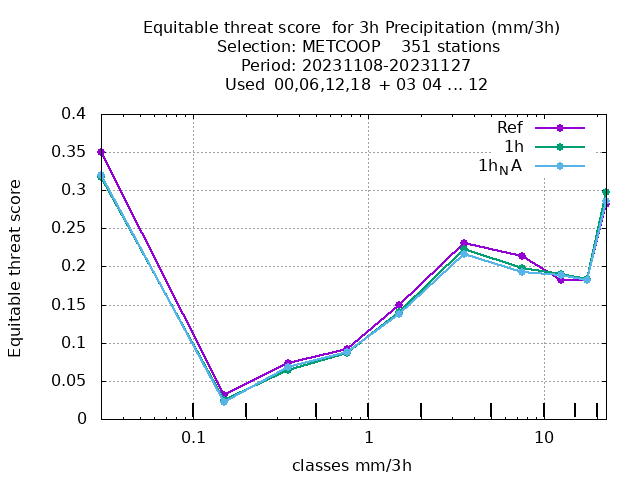 Equitable threat score  for 3h Precipitation (mm/3h)
Selection: METCOOP    351 stations
Period: 20231108-20231127
Used  00,06,12,18  + 03 04 ... 12
Ref
1h
1h_NA
0.4
0.35
0.3
0.25
0.2
0.15
0.1
0.05
0
Equitable threat score
0.1
1
10
classes mm/3h